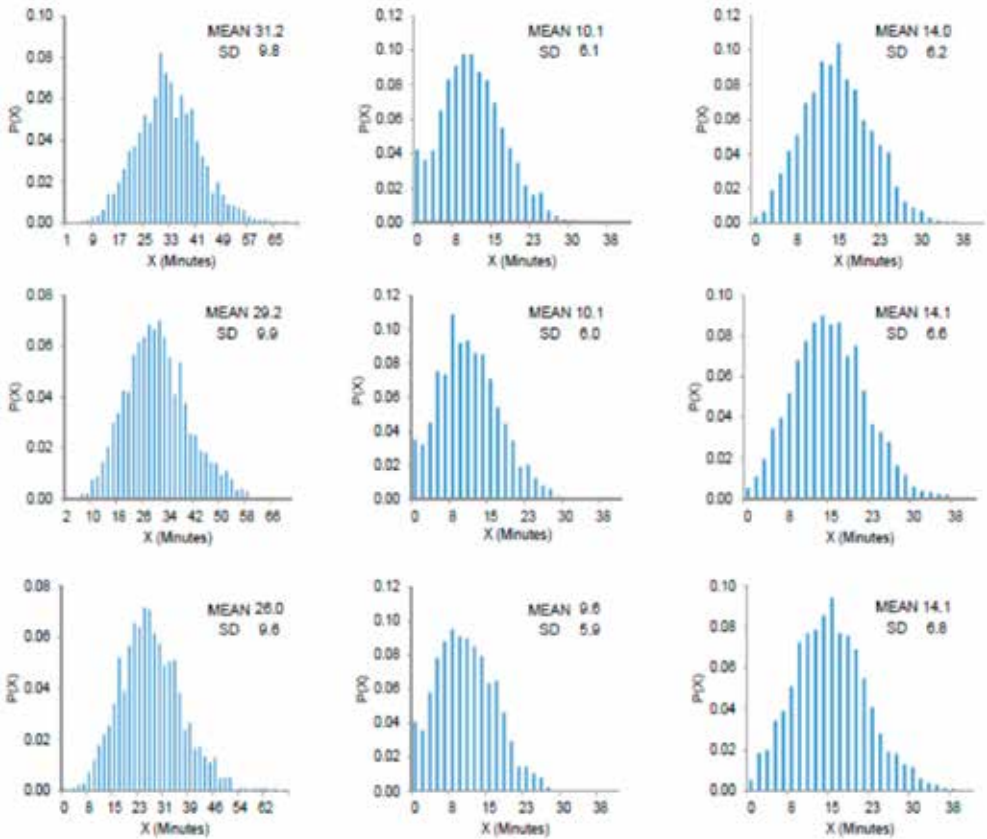 0.10
MEAN 31.2
SD 9.8
0.08
0.06
P(X)
0.04
0.02
0.00
1 9 17 25 33 41 49 57 65
X (Minutes)
0.12
MEAN 10.1
SD 6.1
0.10
0.08
P(X)
0.06
0.04
0.02
0.00
0 8 15 23 30 38
X (Minutes)
0.12
MEAN 14.0
SD 6.2
0.10
0.08
P(X)
0.06
0.04
0.02
0.00
0 8 15 23 30 38
X (Minutes)
0.08
MEAN 29.2
SD 9.9
0.06
P(X)
0.04
0.02
0.00
2 10 18 26 34 42 50 58 66
X (Minutes)
0.12
MEAN 10.1
SD 6.0
0.10
0.08
P(X)
0.06
0.04
0.02
0.00
0 8 15 23 30 38
X (Minutes)
0.10
MEAN 14.1
SD 6.6
0.08
P(X)
0.06
0.04
0.02
0.00
0 8 15 23 30 38
X (Minutes)
0.08
MEAN 26.0
SD 9.6
0.06
P(X)
0.04
0.02
0.00
0 8 15 23 31 39 46 54 62
X (Minutes)
0.12
MEAN 9.6
SD 5.9
0.10
0.08
P(X)
0.06
0.04
0.02
0.00
0 8 15 23 30 38
X (Minutes)
0.10
MEAN 14.1
SD 6.8
0.08
P(X)
0.06
0.04
0.02
0.00
0 8 15 23 30 38
X (Minutes)